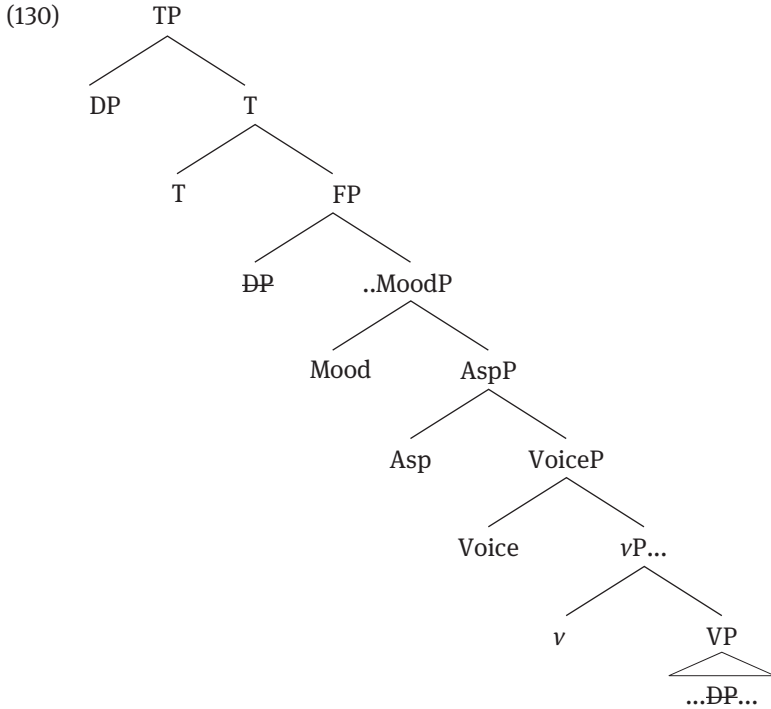 (130) TP
DP T
T FP
DP ..MoodP
Mood AspP
Asp VoiceP
Voice vP...
v VP
...DP...